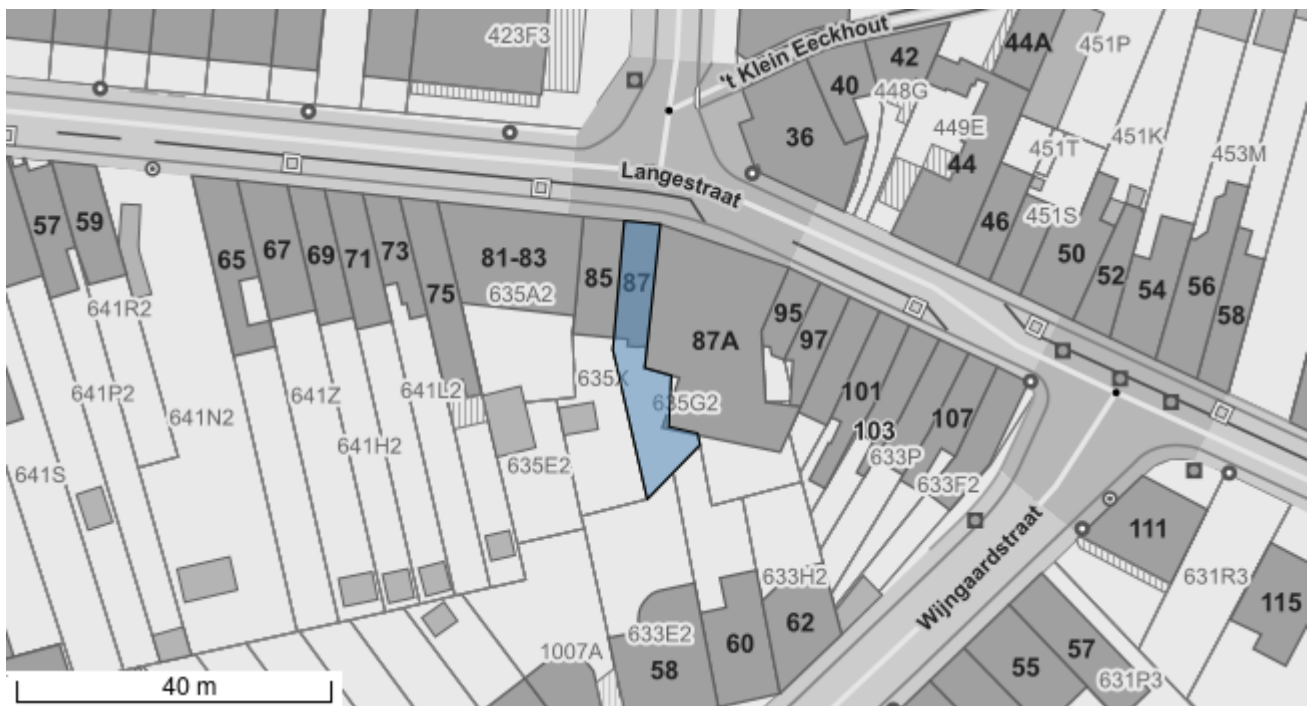 423F3
't Klein Eeckhout
42
44A
451P
40
448G
36
449E
451T
451K
453M
44
Langestraat
46
451S
50
52
54
56
58
57
59
65
67
69
71
73
75
81-83
635A2
85
87
87A
95
97
641R2
641P2
641N2
641Z
641L2
641H2
635X
635G2
101
103
107
633P
633F2
635E2
641S
Wijngaardstraat
111
631R3
115
633H2
633E2
1007A
58
60
62
55
57
631P3
40 m